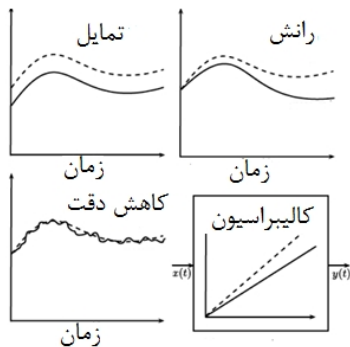 تمایل
زمان
رانش
زمان
کاهش دقت
زمان
کالیبراسیون
x(t)
y(t)